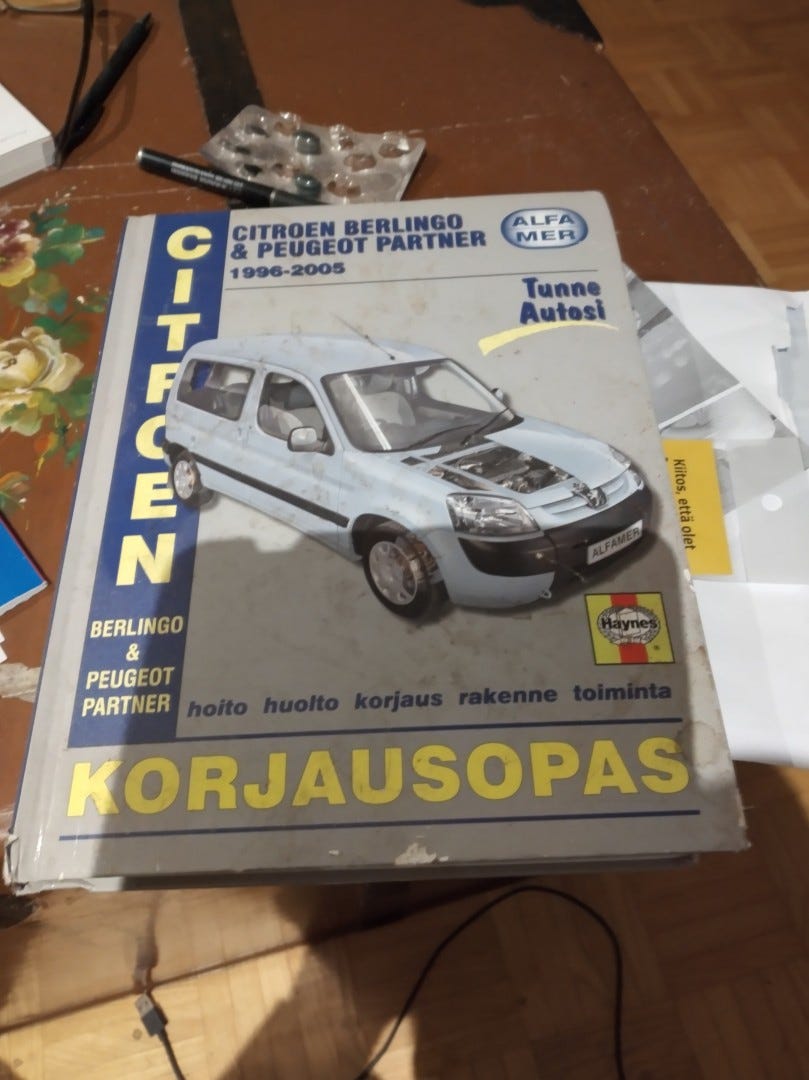 CITROEN BERLINGO
& PEUGEOT PARTNER
1996-2005
ALFA
MER
Tunne
Autosi
CITROEN
BERLINGO
&
PEUGEOT
PARTNER
ALFAMER
Haynes
hoito huolto korjaus rakenne toiminta
KORJAUSOPAS
Kiitos, että olet